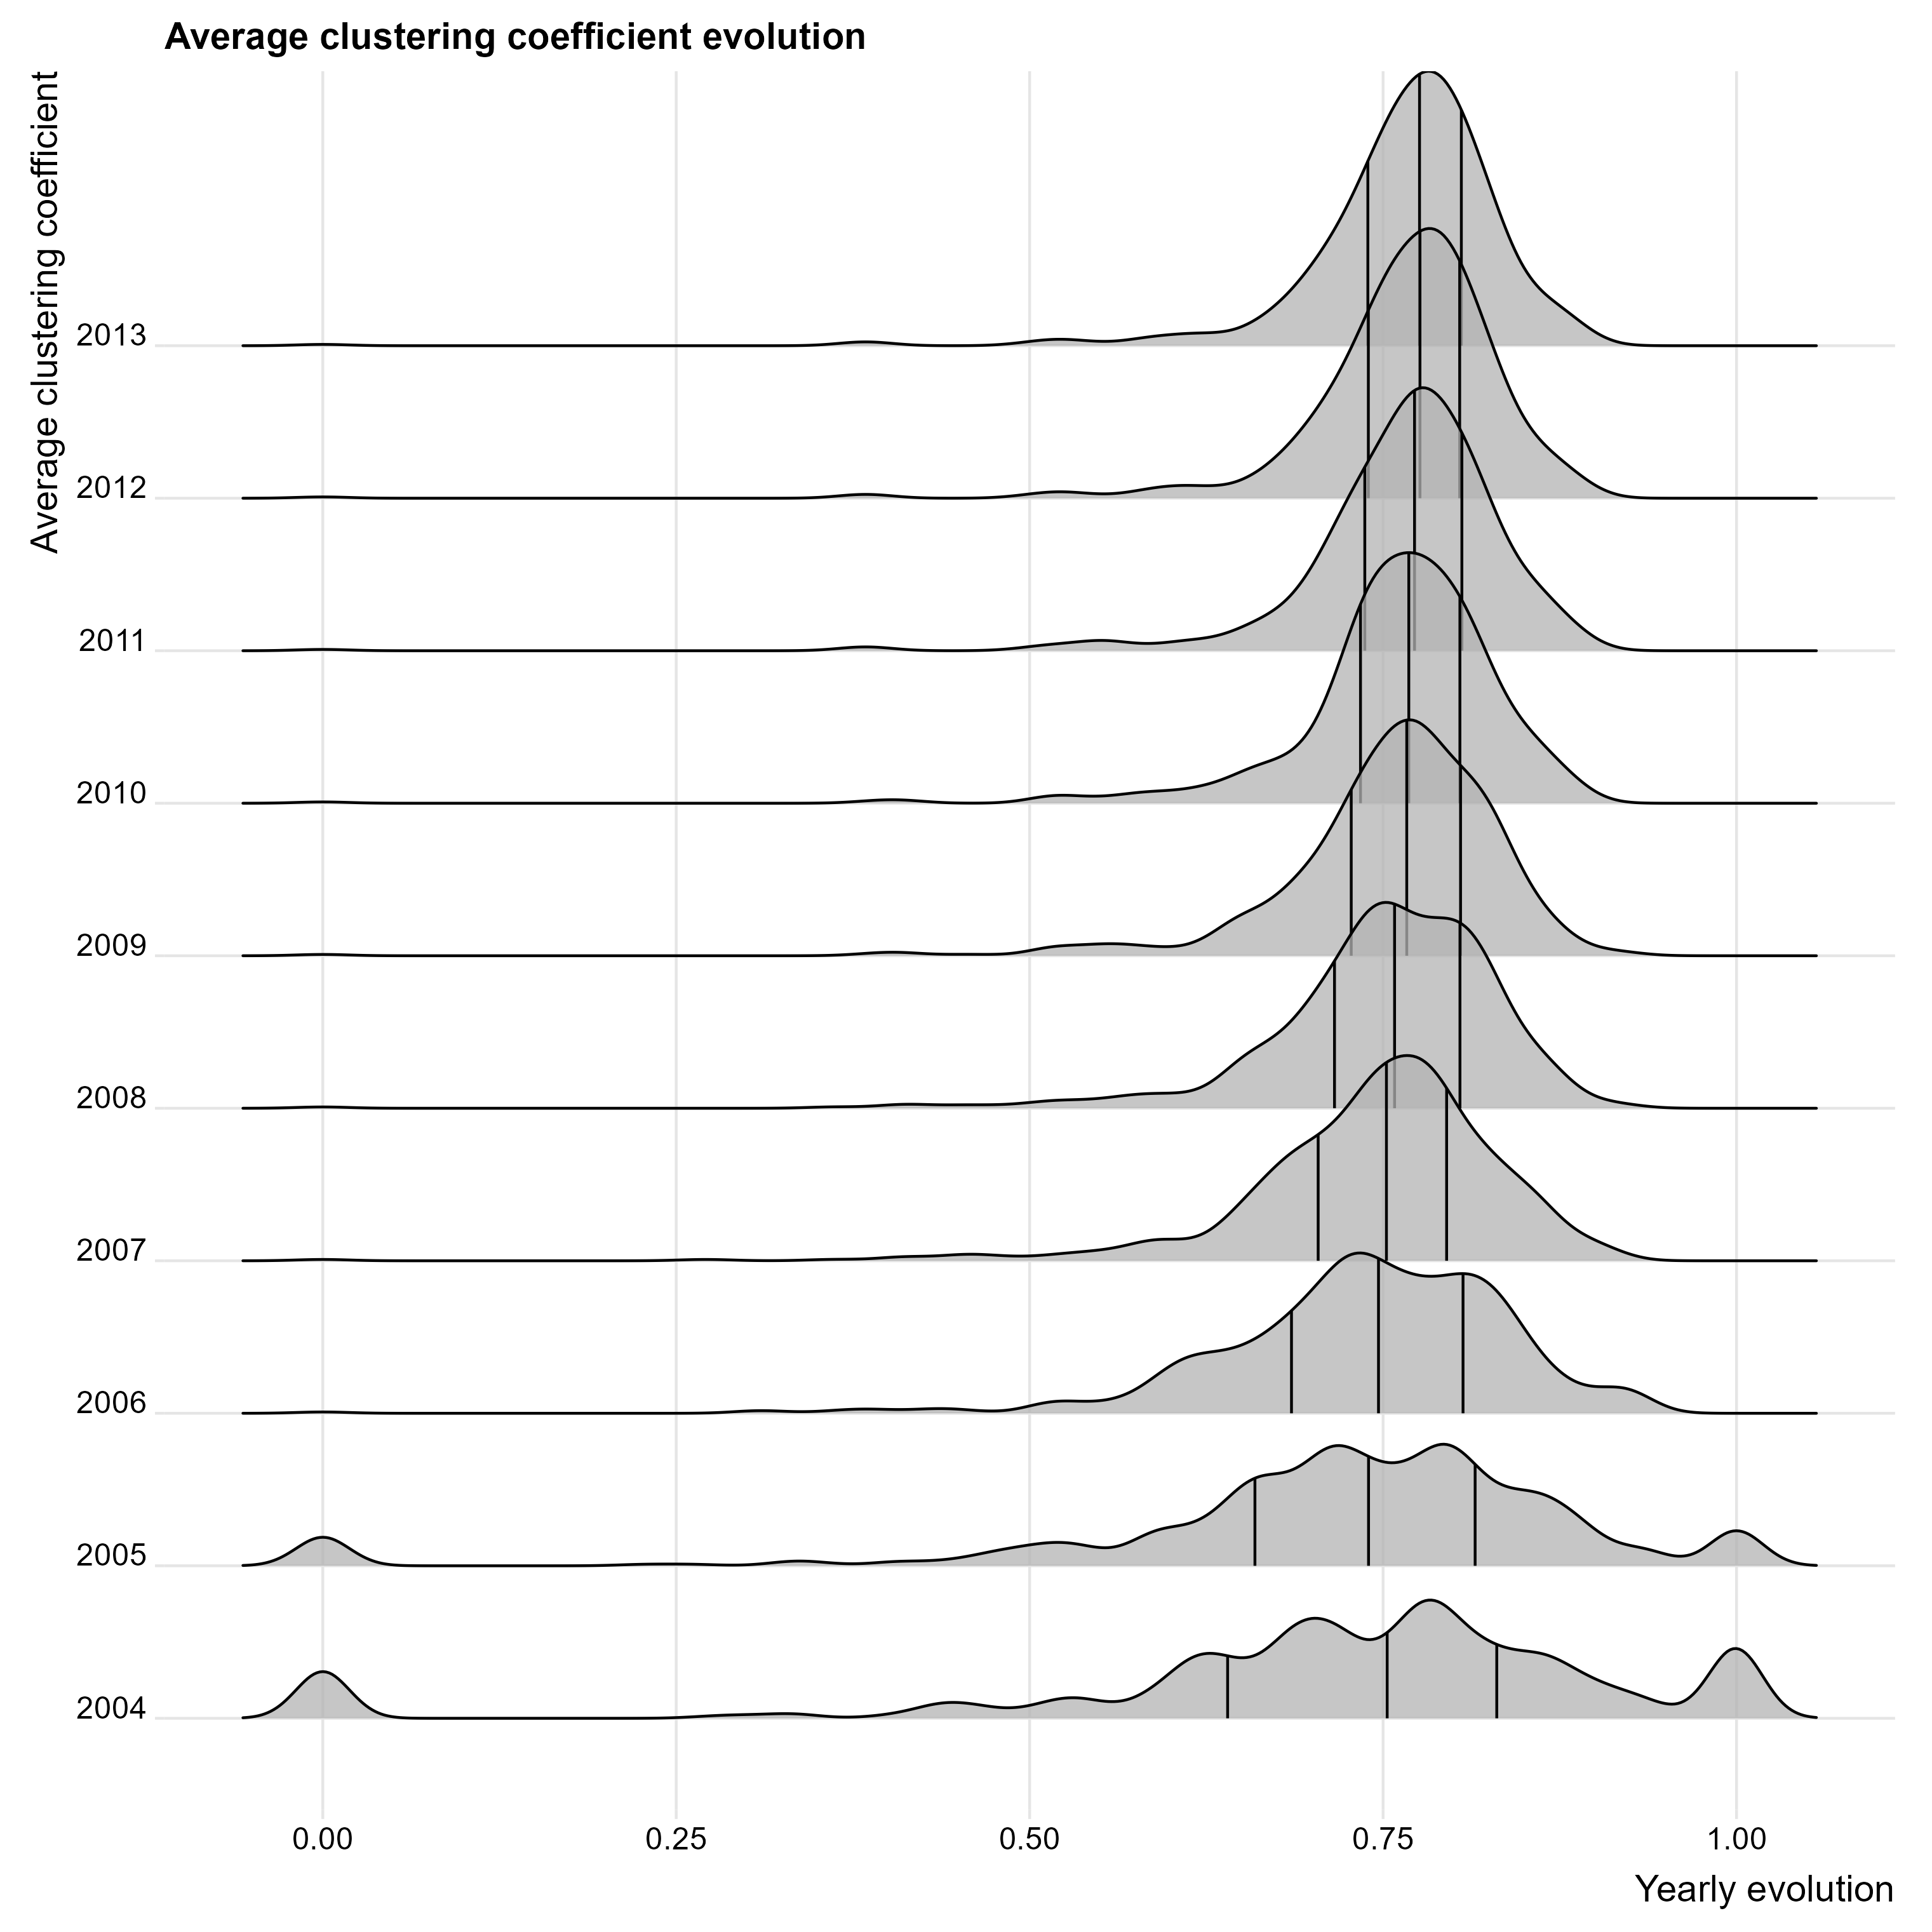 Average clustering coefficient evolution
Average clustering coefficient
2013
2012
2011
2010
2009
2008
2007
2006
2005
2004
0.00 0.25 0.50 0.75 1.00
Yearly evolution